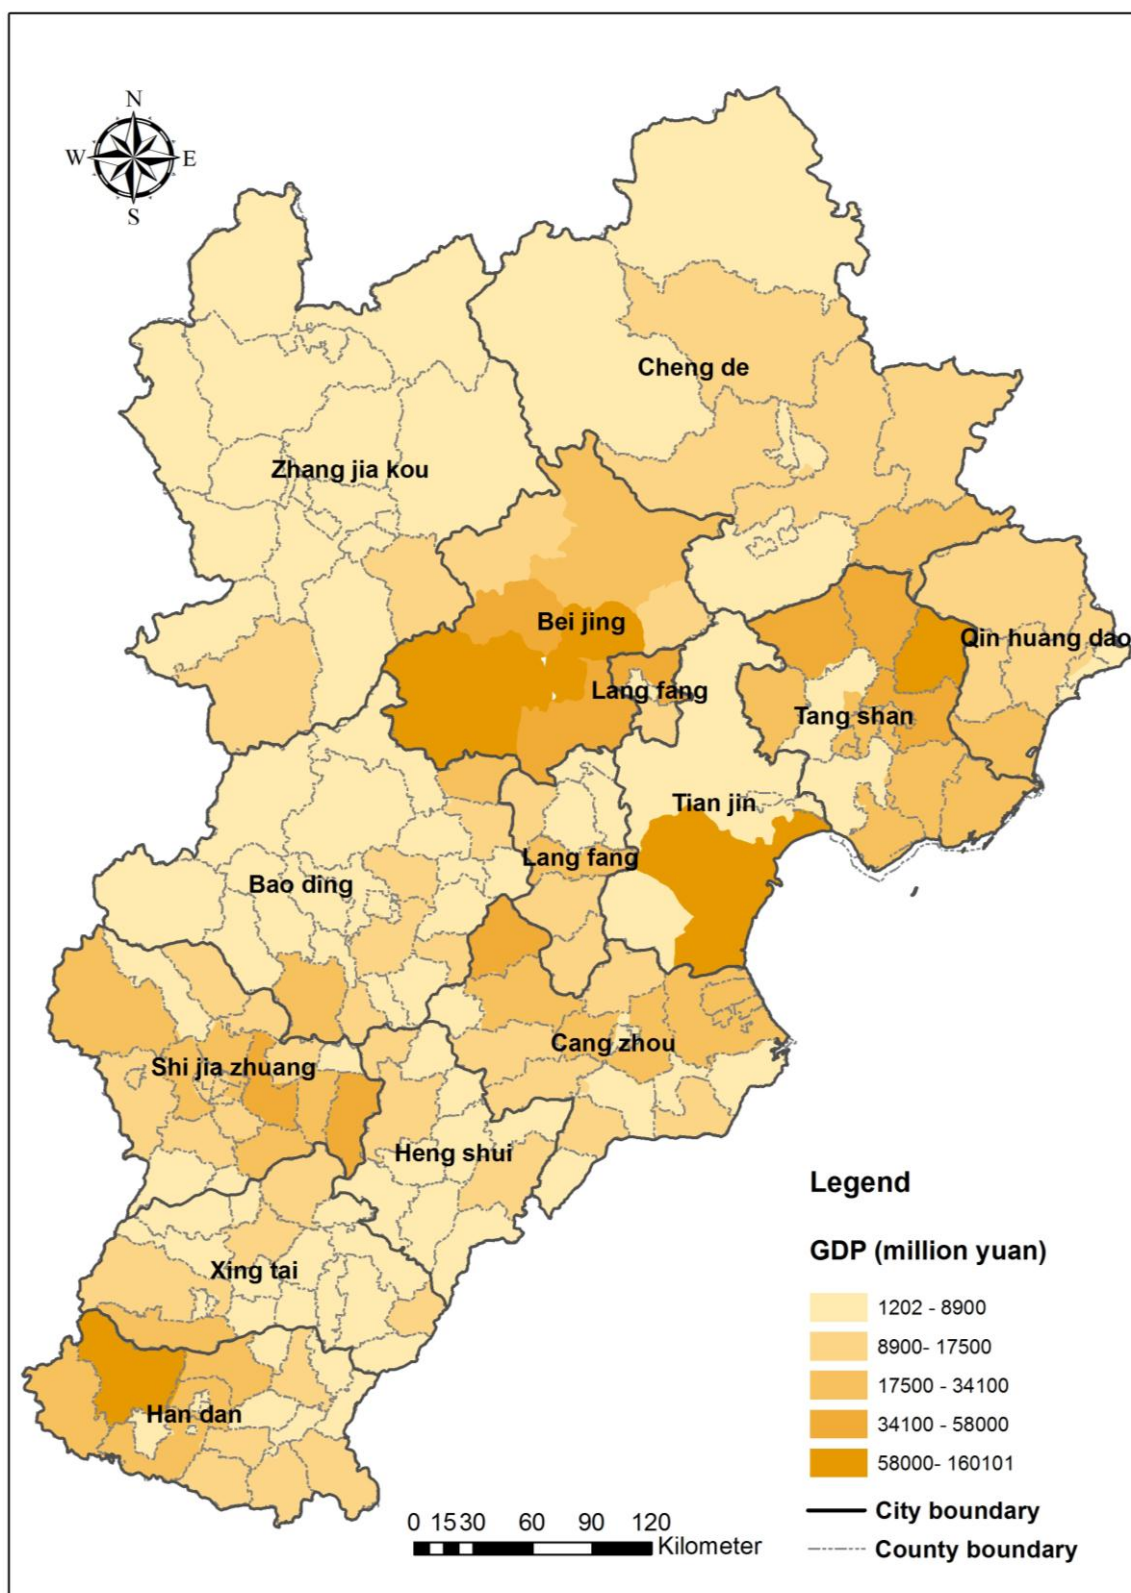 N
W E
S
Cheng de
Zhang jia kou
Bei jing
Qin huang dao
Lang fang
Tang shan
Tian jin
Lang fang
Bao ding
Cang zhou
Shi jia zhuang
Heng shui
Xing tai
Han dan
Legend
GDP (million yuan)
1202 - 8900
8900- 17500
17500 - 34100
34100 - 58000
58000- 160101
City boundary
County boundary
0 15 30 60 90 120
Kilometer